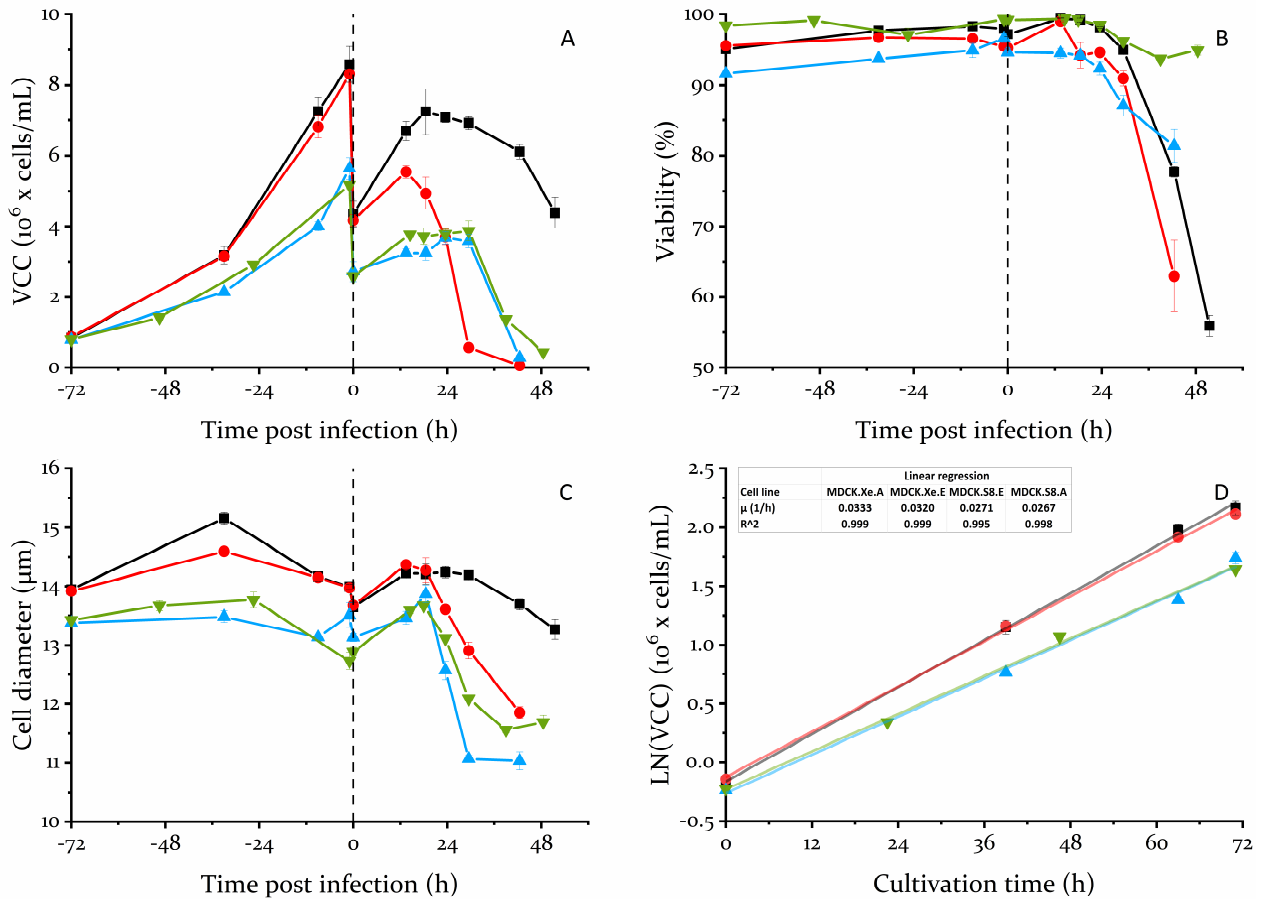 A
VCC (10⁶ x cells/mL)
10
8
6
4
2
0
-72 -48 -24 0 24 48
Time post infection (h)
B
Viability (%)
100
90
80
70
60
50
-72 -48 -24 0 24 48
Time post infection (h)
C
Cell diameter (µm)
16
15
14
13
12
11
10
-72 -48 -24 0 24 48
Time post infection (h)
D
LN(VCC) (10⁶ x cells/mL)
2.5
2.0
1.5
1.0
0.5
0.0
-0.5
Linear regression
Cell line MDCK.Xe.A MDCK.Xe.E MDCK.S8.E MDCK.S8.A
µ (1/h) 0.0333 0.0320 0.0271 0.0267
R^2 0.999 0.999 0.995 0.998
0 12 24 36 48 60 72
Cultivation time (h)